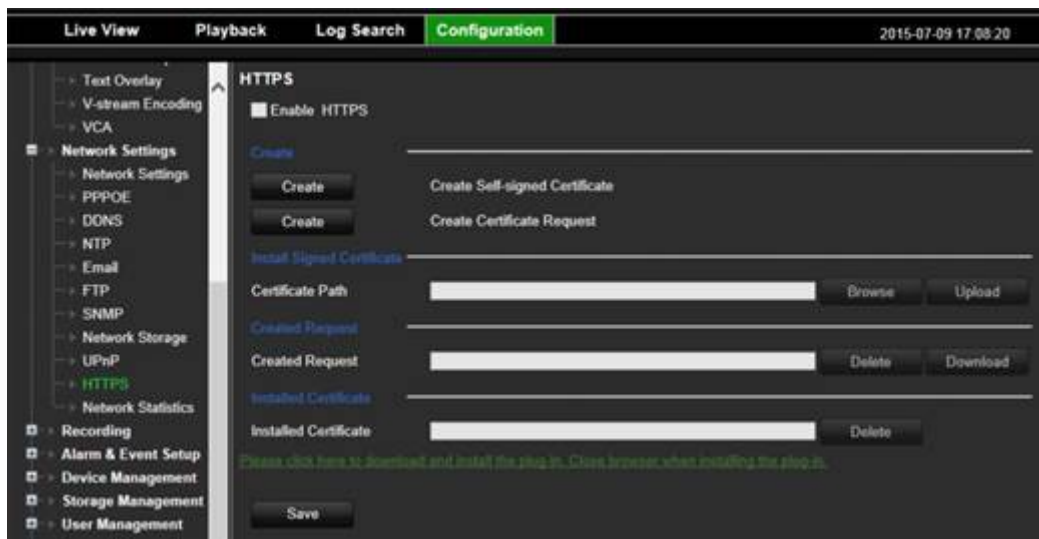 Live View Playback Log Search Configuration 2015-07-09 17:08:20
Text Overlay
V-stream Encoding
VCA
Network Settings
Network Settings
PPPOE
DDNS
NTP
Email
FTP
SNMP
Network Storage
UPnP
HTTPS
Network Statistics
Recording
Alarm & Event Setup
Device Management
Storage Management
User Management
HTTPS
Enable HTTPS
Create
Create Create Self-signed Certificate
Create Create Certificate Request
Install Signed Certificate
Certificate Path Browse Upload
Created Request
Created Request Delete Download
Installed Certificate
Installed Certificate Delete
Please click here to download and install the plug-in. Close browser when installing the plug-in.
Save